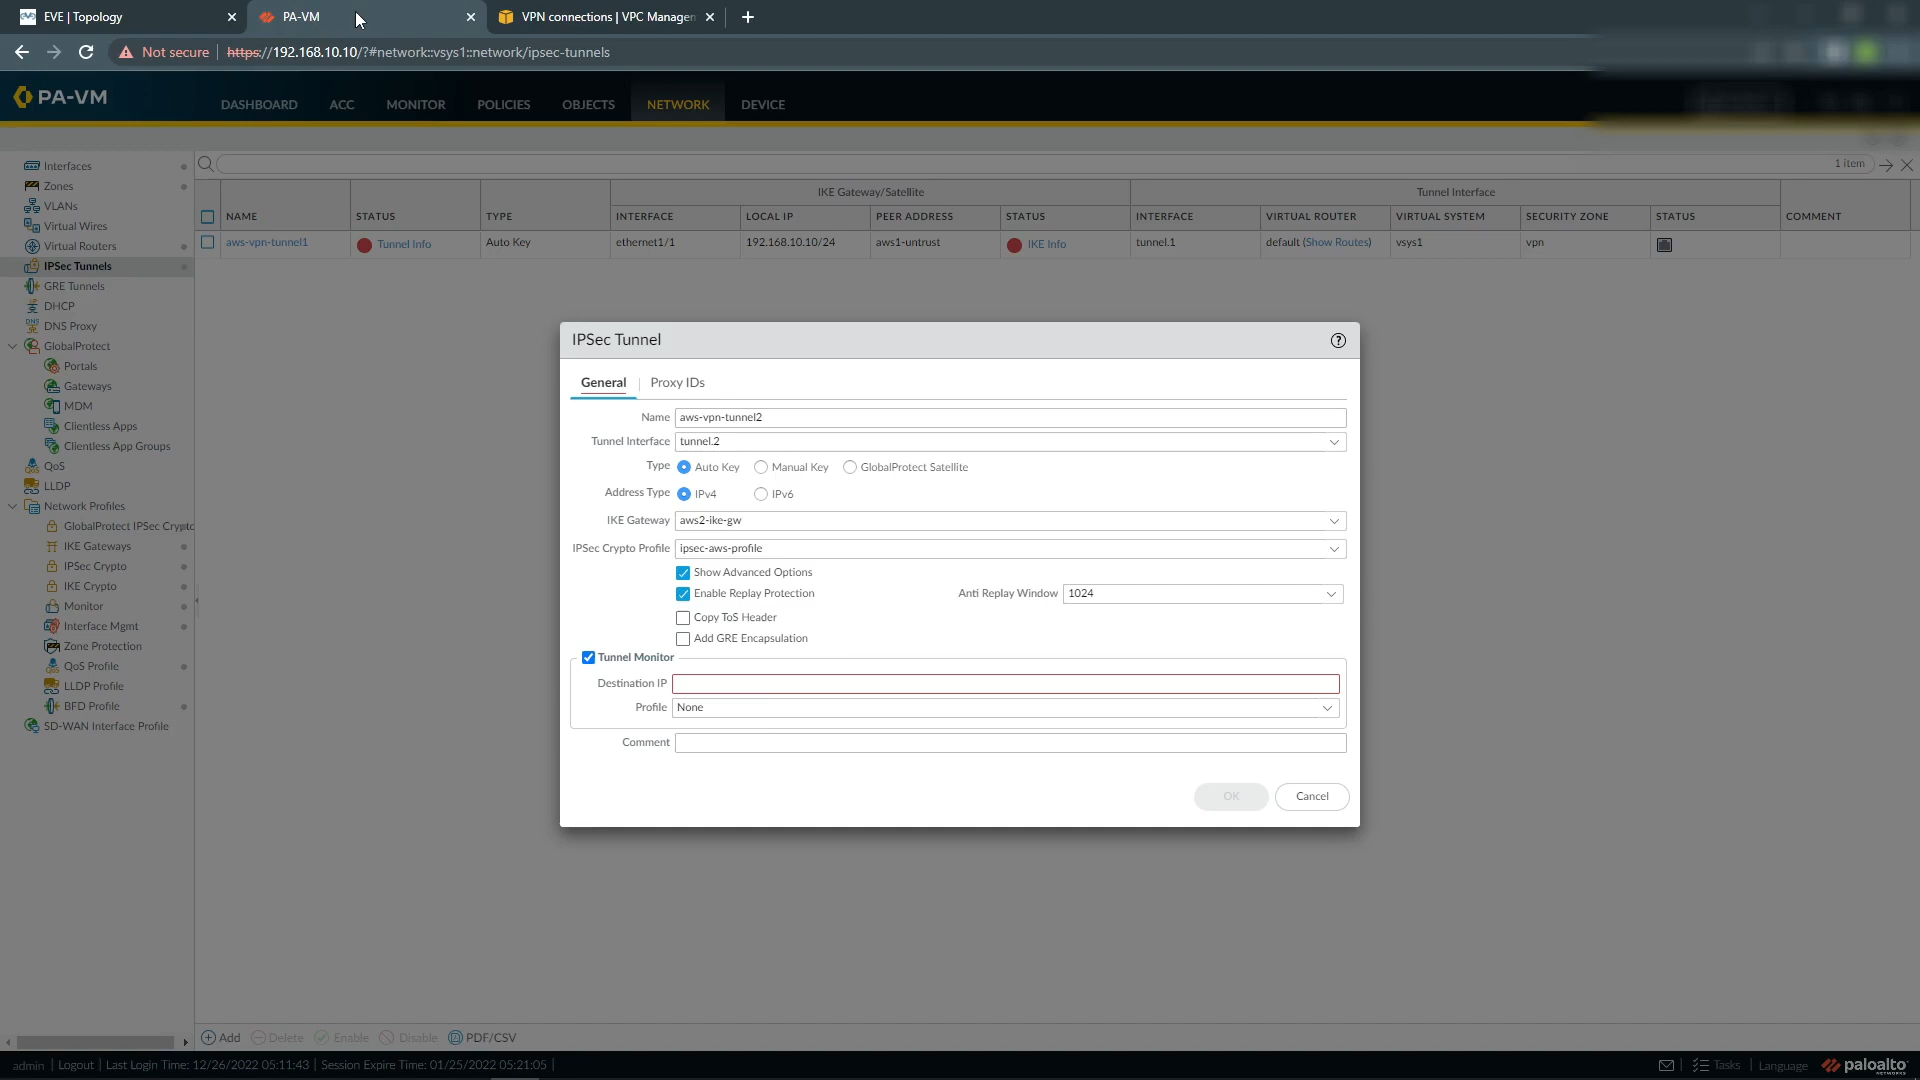 EVE | Topology
PA-VM
VPN connections | VPC Managen
Not secure
https://192.168.10.10/?#network::vsys1::network/ipsec-tunnels
PA-VM
DASHBOARD
ACC
MONITOR
POLICIES
OBJECTS
NETWORK
DEVICE
Interfaces
Zones
VLANs
Virtual Wires
Virtual Routers
IPSec Tunnels
GRE Tunnels
DHCP
DNS Proxy
GlobalProtect
Portals
Gateways
MDM
Clientless Apps
Clientless App Groups
QoS
LLDP
Network Profiles
GlobalProtect IPSec Crypto
IKE Gateways
IPSec Crypto
IKE Crypto
Monitor
Interface Mgmt
Zone Protection
QoS Profile
LLDP Profile
BFD Profile
SD-WAN Interface Profile
1 item
IKE Gateway/Satellite
Tunnel Interface
NAME
STATUS
TYPE
INTERFACE
LOCAL IP
PEER ADDRESS
STATUS
INTERFACE
VIRTUAL ROUTER
VIRTUAL SYSTEM
SECURITY ZONE
STATUS
COMMENT
aws-vpn-tunnel1
Tunnel Info
Auto Key
ethernet1/1
192.168.10.10/24
aws1-untrust
IKE Info
tunnel.1
default (Show Routes)
vsys1
vpn
IPSec Tunnel
General
Proxy IDs
Name aws-vpn-tunnel2
Tunnel Interface tunnel.2
Type Auto Key Manual Key GlobalProtect Satellite
Address Type IPv4 IPv6
IKE Gateway aws2-ike-gw
IPSec Crypto Profile ipsec-aws-profile
Show Advanced Options
Enable Replay Protection Anti Replay Window 1024
Copy ToS Header
Add GRE Encapsulation
Tunnel Monitor
Destination IP
Profile None
Comment
OK
Cancel
Add
Delete
Enable
Disable
PDF/CSV
admin | Logout | Last Login Time: 12/26/2022 05:11:43 | Session Expire Time: 01/25/2022 05:21:05 |
Tasks | Language
paloalto
NETWORKS